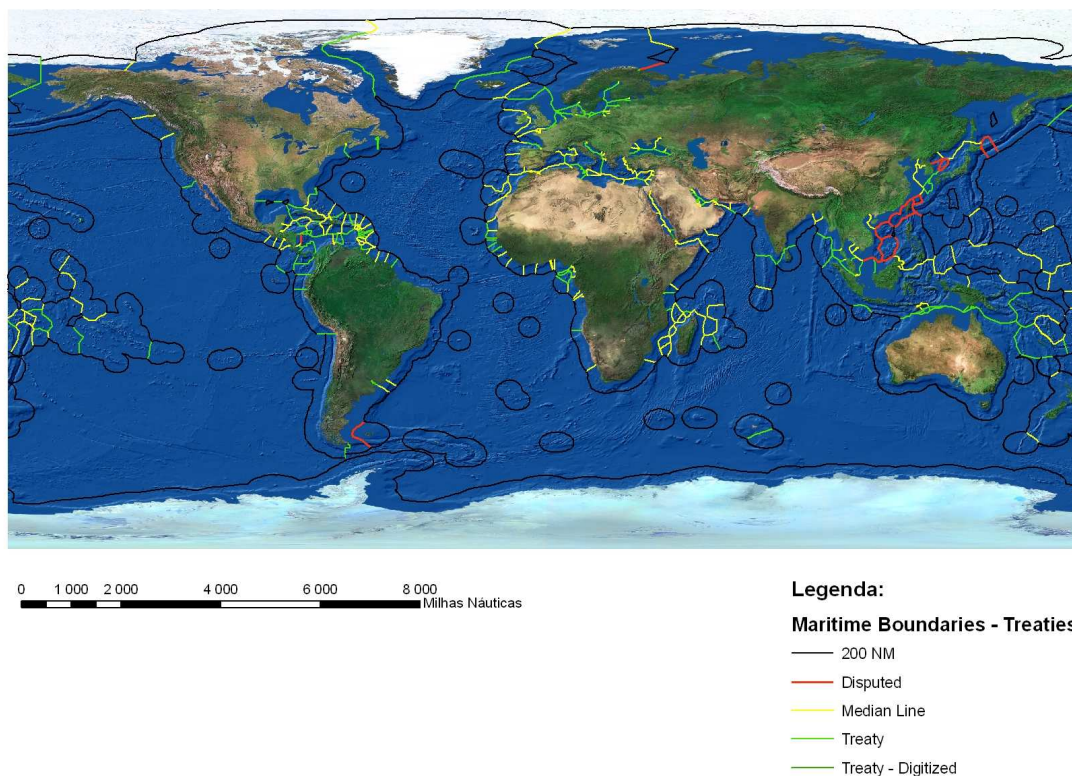 0 1 000 2 000 4 000 6 000 8 000
Milhas Náuticas
Legenda:
Maritime Boundaries - Treaties
200 NM
Disputed
Median Line
Treaty
Treaty - Digitized